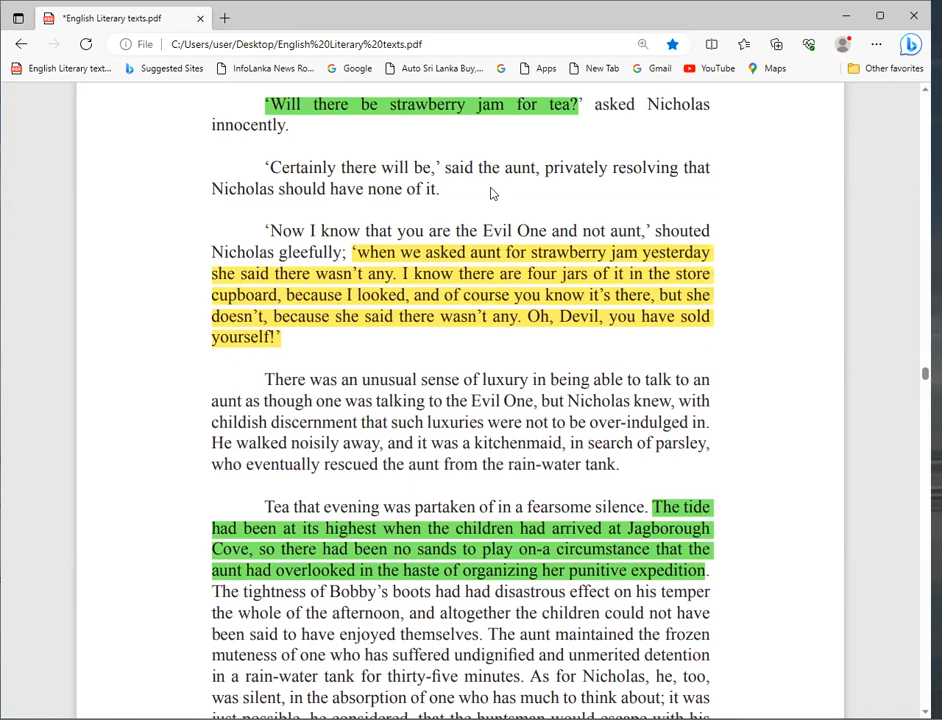 *English Literary texts.pdf
File C:/Users/user/Desktop/English%20Literary%20texts.pdf
English Literary text... Suggested Sites InfoLanka News Ro... Google Auto Sri Lanka Buy,... Apps New Tab Gmail YouTube Maps Other favorites
‘Will there be strawberry jam for tea?’ asked Nicholas
innocently.
‘Certainly there will be,’ said the aunt, privately resolving that
Nicholas should have none of it.
‘Now I know that you are the Evil One and not aunt,’ shouted
Nicholas gleefully; ‘when we asked aunt for strawberry jam yesterday
she said there wasn’t any. I know there are four jars of it in the store
cupboard, because I looked, and of course you know it’s there, but she
doesn’t, because she said there wasn’t any. Oh, Devil, you have sold
yourself!’
There was an unusual sense of luxury in being able to talk to an
aunt as though one was talking to the Evil One, but Nicholas knew, with
childish discernment that such luxuries were not to be over-indulged in.
He walked noisily away, and it was a kitchenmaid, in search of parsley,
who eventually rescued the aunt from the rain-water tank.
Tea that evening was partaken of in a fearsome silence. The tide
had been at its highest when the children had arrived at Jagborough
Cove, so there had been no sands to play on-a circumstance that the
aunt had overlooked in the haste of organizing her punitive expedition.
The tightness of Bobby’s boots had had disastrous effect on his temper
the whole of the afternoon, and altogether the children could not have
been said to have enjoyed themselves. The aunt maintained the frozen
muteness of one who has suffered undignified and unmerited detention
in a rain-water tank for thirty-five minutes. As for Nicholas, he, too,
was silent, in the absorption of one who has much to think about; it was
just possible, he considered, that the huntsman would escape with his